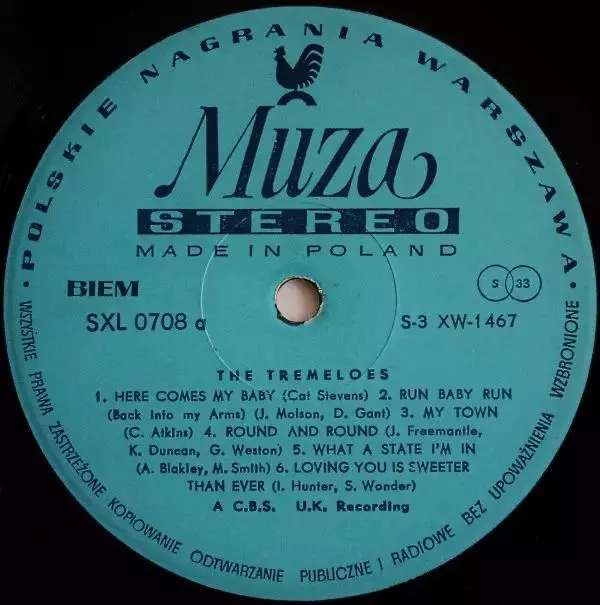 • POLSKIE NAGRANIA WARSZAWA •
Muza
STEREO
MADE IN POLAND
BIEM
S 33
SXL 0708 a
S-3 XW-1467
THE TREMELOES
1. HERE COMES MY BABY (Cat Stevens) 2. RUN BABY RUN
(Back Into my Arms) (J. Molson, D. Gant) 3. MY TOWN
(C. Atkins) 4. ROUND AND ROUND (J. Freemantle,
K. Duncan, G. Weston) 5. WHAT A STATE I'M IN
(A. Blakley, M. Smith) 6. LOVING YOU IS SWEETER
THAN EVER (I. Hunter, S. Wonder)
A C.B.S. U.K. Recording
WSZYSTKIE PRAWA ZASTRZEŻONE KOPIOWANIE ODTWARZANIE PUBLICZNE I RADIOWE BEZ UPOWAŻNIENIA WZBRONIONE